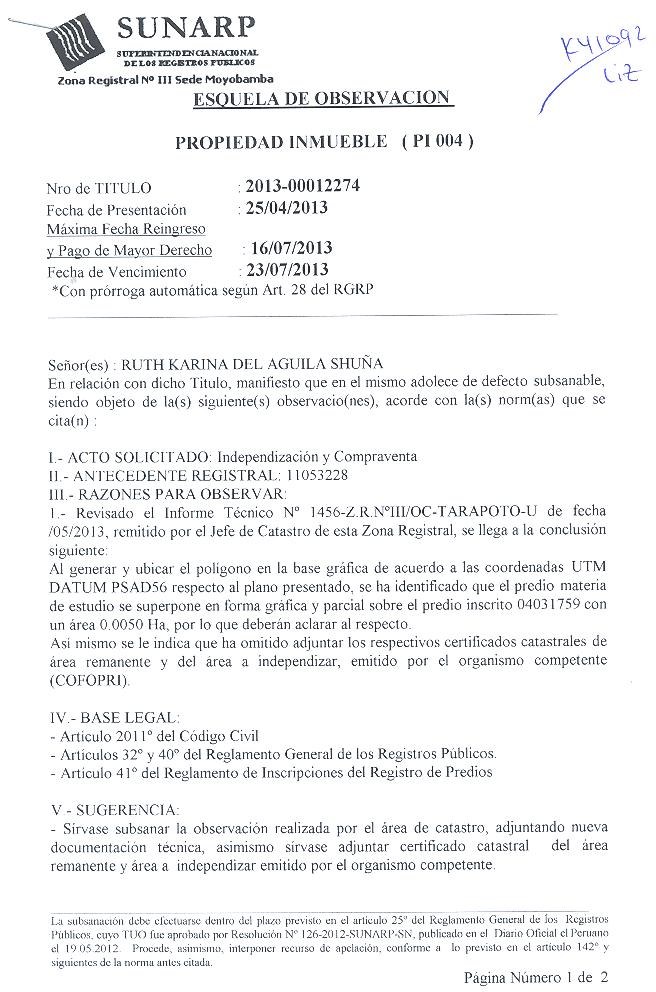 SUNARP
SUPERINTENDENCIA NACIONAL
DE LOS REGISTROS PUBLICOS
Zona Registral Nº III Sede Moyobamba
K41092
Liz
ESQUELA DE OBSERVACION
PROPIEDAD INMUEBLE ( PI 004 )
Nro de TITULO : 2013-00012274
Fecha de Presentación : 25/04/2013
Máxima Fecha Reingreso
y Pago de Mayor Derecho : 16/07/2013
Fecha de Vencimiento : 23/07/2013
*Con prórroga automática según Art. 28 del RGRP
Señor(es) : RUTH KARINA DEL AGUILA SHUÑA
En relación con dicho Titulo, manifiesto que en el mismo adolece de defecto subsanable,
siendo objeto de la(s) siguiente(s) observacio(nes), acorde con la(s) norm(as) que se
cita(n) :
I.- ACTO SOLICITADO: Independización y Compraventa
II.- ANTECEDENTE REGISTRAL: 11053228
III.- RAZONES PARA OBSERVAR:
1.- Revisado el Informe Técnico Nº 1456-Z.R.NºIII/OC-TARAPOTO-U de fecha
/05/2013, remitido por el Jefe de Catastro de esta Zona Registral, se llega a la conclusión
siguiente:
Al generar y ubicar el polígono en la base gráfica de acuerdo a las coordenadas UTM
DATUM PSAD56 respecto al plano presentado, se ha identificado que el predio materia
de estudio se superpone en forma gráfica y parcial sobre el predio inscrito 04031759 con
un área 0.0050 Ha, por lo que deberán aclarar al respecto.
Asi mismo se le indica que ha omitido adjuntar los respectivos certificados catastrales de
área remanente y del área a independizar, emitido por el organismo competente
(COFOPRI).
IV.- BASE LEGAL:
- Artículo 2011º del Código Civil
- Artículos 32º y 40º del Reglamento General de los Registros Públicos.
- Artículo 41º del Reglamento de Inscripciones del Registro de Predios
V - SUGERENCIA:
- Sírvase subsanar la observación realizada por el área de catastro, adjuntando nueva
documentación técnica, asimismo sírvase adjuntar certificado catastral del área
remanente y área a independizar emitido por el organismo competente.
La subsanación debe efectuarse dentro del plazo previsto en el artículo 25º del Reglamento General de los Registros
Públicos, cuyo TUO fue aprobado por Resolución Nº 126-2012-SUNARP-SN, publicado en el Diario Oficial el Peruano
el 19.05.2012. Procede, asimismo, interponer recurso de apelación, conforme a lo previsto en el artículo 142º y
siguientes de la norma antes citada.
Página Número 1 de 2